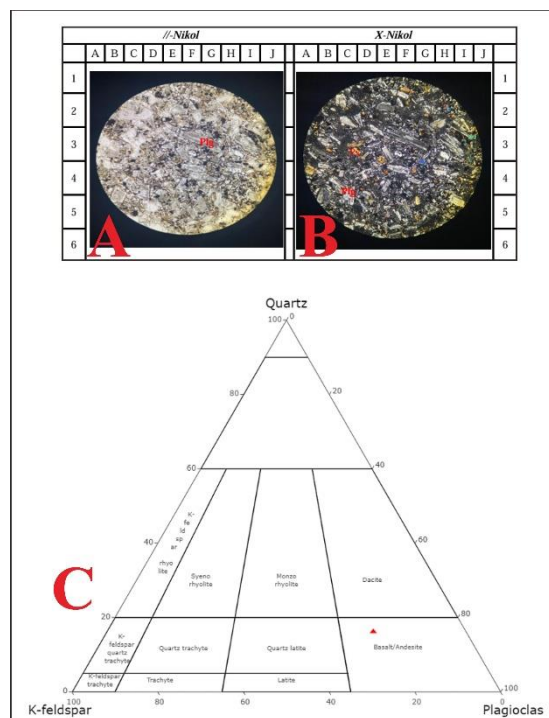 //-Nikol X-Nikol
A B C D E F G H I J A B C D E F G H I J
1 1
2 2
3 3
4 4
5 5
6 6
Plg
Plg
A
B
Quartz
100 0
80 20
60 40
40 60
20 80
0 100
100 80 60 40 20 0
K-
fe
ld
sp
ar
rhyo
lite
Syeno
rhyolite
Monzo
rhyolite
Dacite
C
K-
feldspar
quartz
trachyte
Quartz trachyte
Quartz latite
Basalt/Andesite
K-feldspar
trachyte
Trachyte
Latite
K-feldspar
Plagioclas